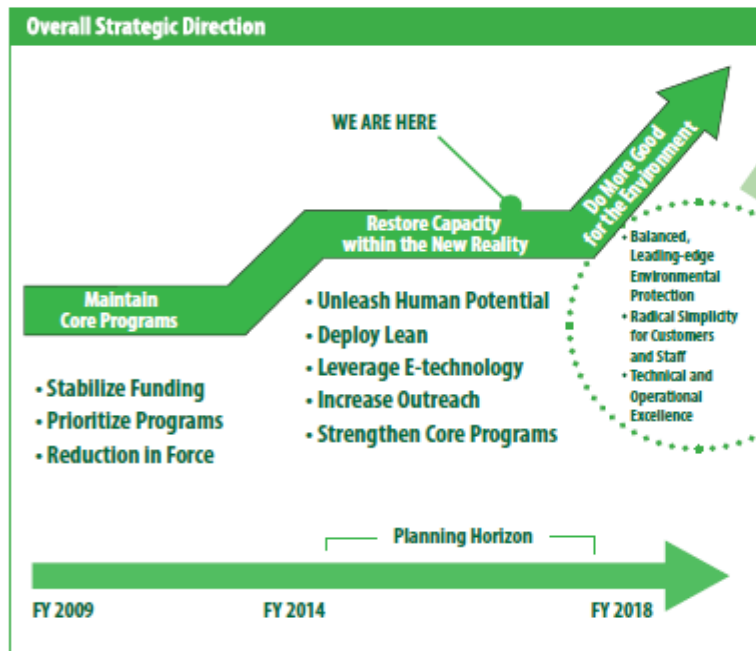 Overall Strategic Direction
WE ARE HERE
Do More Good
for the Environment
Restore Capacity
within the New Reality
Maintain
Core Programs
• Stabilize Funding
• Prioritize Programs
• Reduction in Force
• Unleash Human Potential
• Deploy Lean
• Leverage E-technology
• Increase Outreach
• Strengthen Core Programs
• Balanced,
Leading-edge
Environmental
Protection
• Radical Simplicity
for Customers
and Staff
• Technical and
Operational
Excellence
Planning Horizon
FY 2009
FY 2014
FY 2018